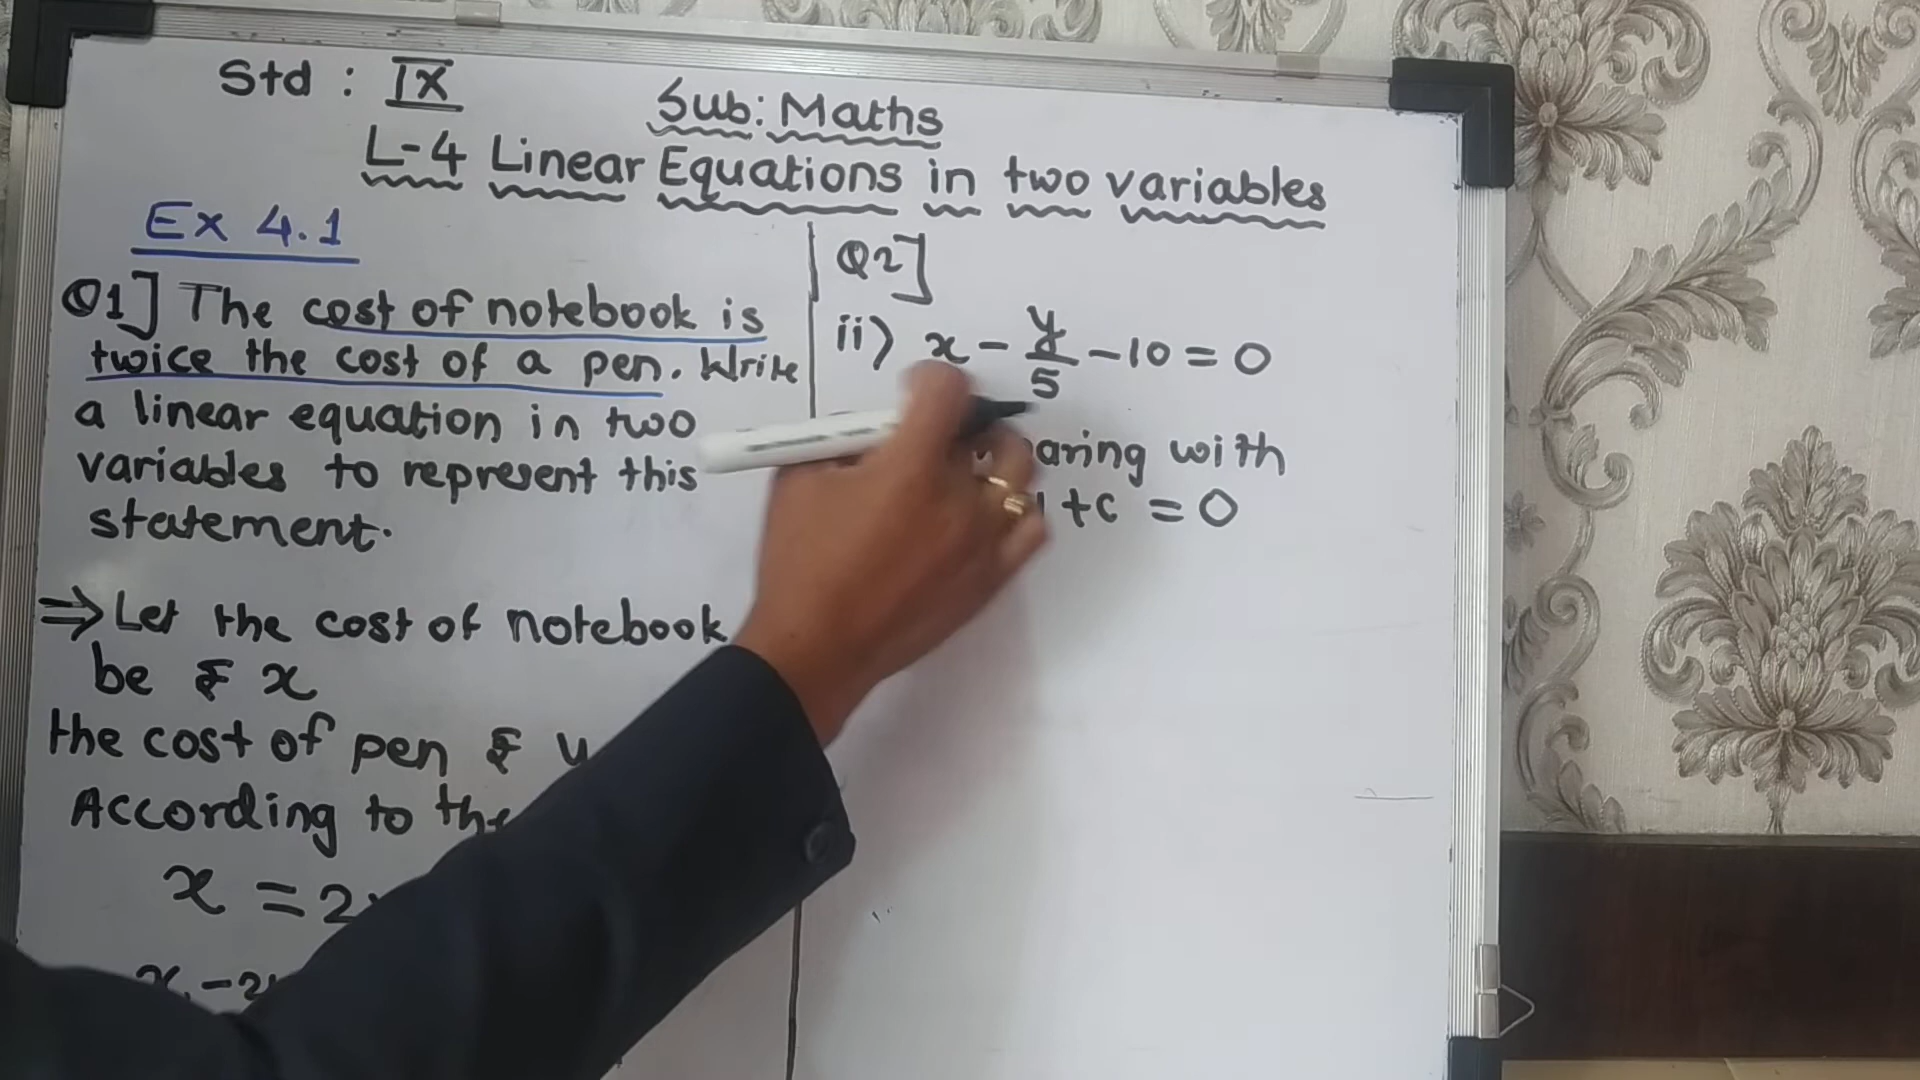 Std : IX
Sub: Maths
L-4 Linear Equations in two variables
Ex 4.1
Q1] The cost of notebook is
twice the cost of a pen. Write
a linear equation in two
variables to represent this
statement.
⇒ Let the cost of notebook
be ₹ x
the cost of pen ₹
According to the
x = 2
x - 2
Q2]
ii) x - y/5 - 10 = 0
with
+c = 0